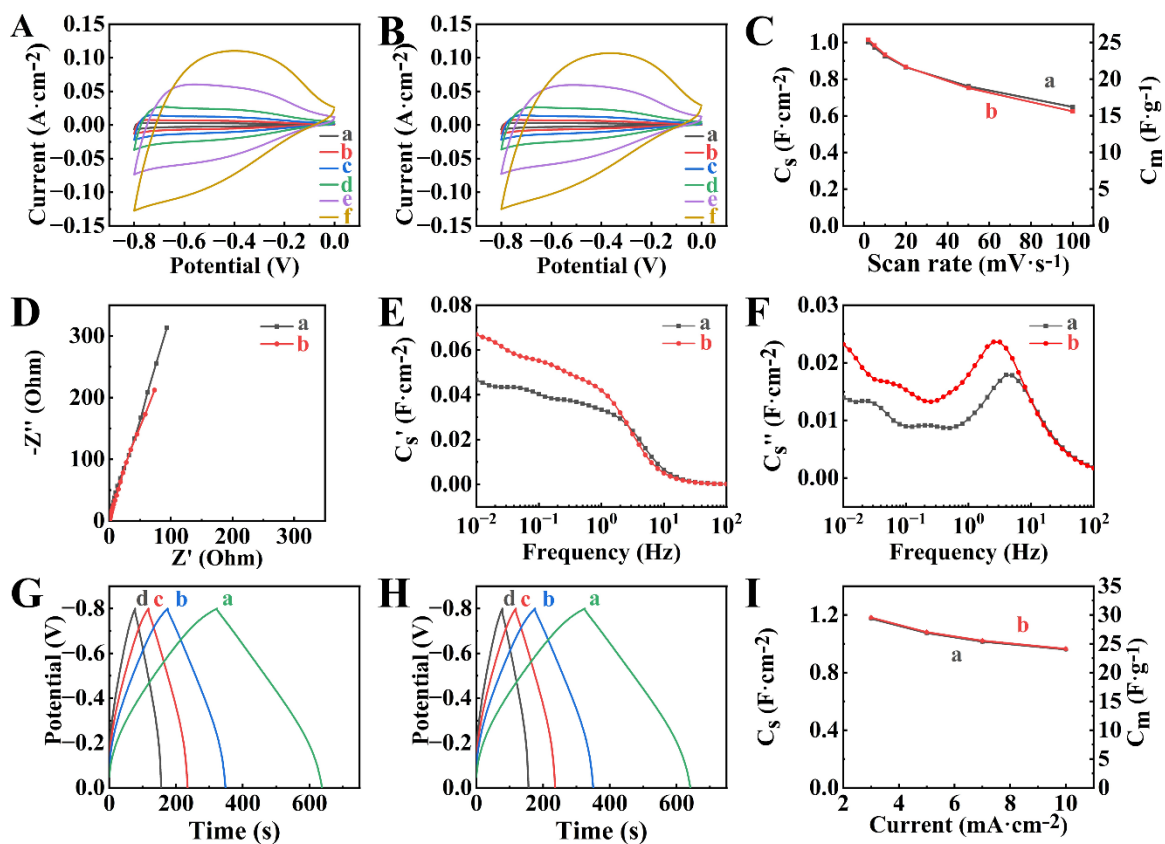 A
Current (A·cm-2)
0.15
0.10
0.05
0.00
−0.05
−0.10
0.15
−0.8
−0.6
−0.4
−0.2
0.0
Potential (V)
a
b
c
d
e
f
B
Current (A·cm-2)
0.15
0.10
0.05
0.00
−0.05
−0.10
0.15
−0.8
−0.6
−0.4
−0.2
0.0
Potential (V)
a
b
c
d
e
f
C
Cs (F·cm-2)
1.0
0.8
0.6
0.4
0.2
0.0
0
20
40
60
80
100
Scan rate (mV·s-1)
Cm (F·g-1)
25
20
15
10
5
0
a
b
D
-Z'' (Ohm)
300
200
100
0
0
100
200
300
Z' (Ohm)
a
b
E
Cs' (F·cm-2)
0.08
0.06
0.04
0.02
0.00
10-2
10-1
100
101
102
Frequency (Hz)
a
b
F
Cs'' (F·cm-2)
0.03
0.02
0.01
0.00
10-2
10-1
100
101
102
Frequency (Hz)
a
b
G
Potential (V)
−0.8
−0.6
−0.4
−0.2
0.0
0
200
400
600
Time (s)
d
c
b
a
H
Potential (V)
−0.8
−0.6
−0.4
−0.2
0.0
0
200
400
600
Time (s)
d
c
b
a
I
Cs (F·cm-2)
1.2
0.9
0.6
0.3
0.0
2
4
6
8
10
Current (mA·cm-2)
Cm (F·g-1)
35
30
25
20
15
10
5
0
b
a